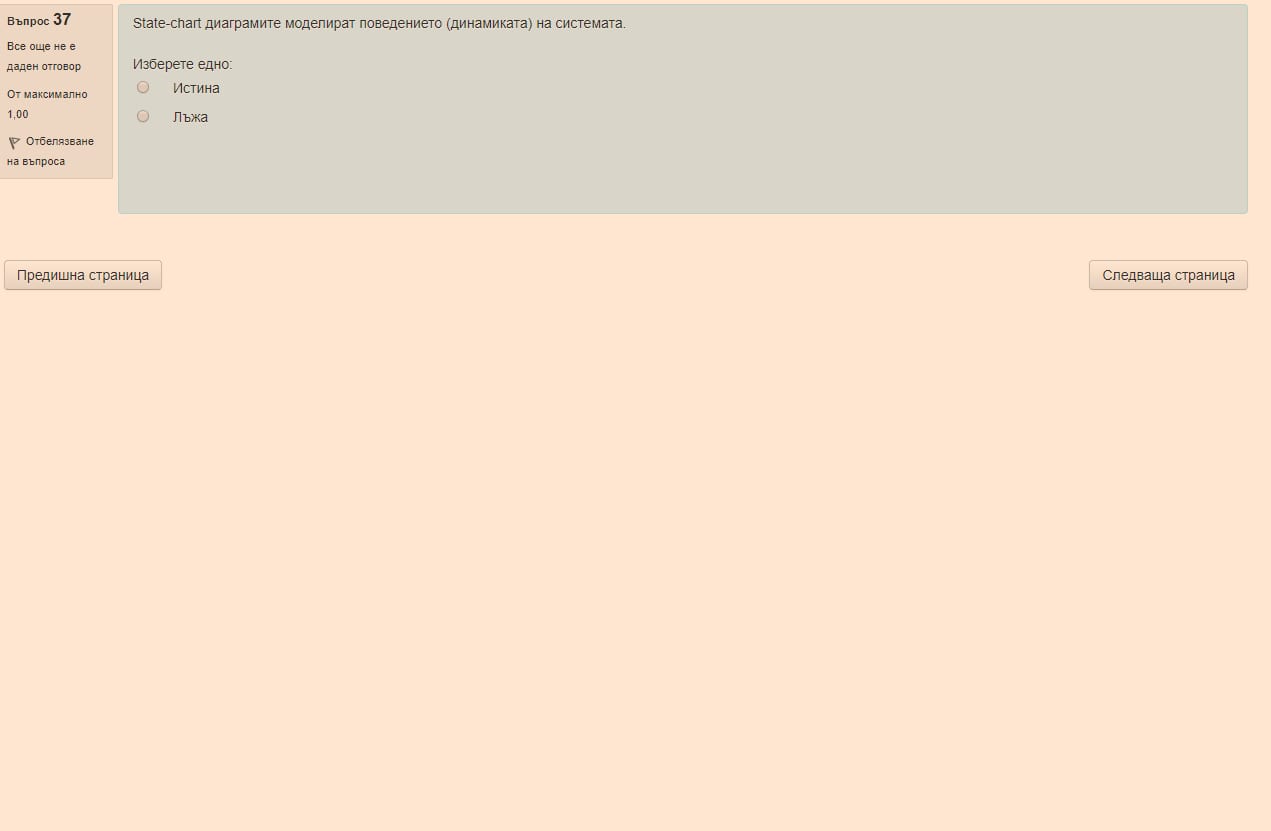 Въпрос 37
Все още не е
даден отговор
От максимално
1,00
Отбелязване
на въпроса
State-chart диаграмите моделират поведението (динамиката) на системата.
Изберете едно:
Истина
Лъжа
Предишна страница
Следваща страница